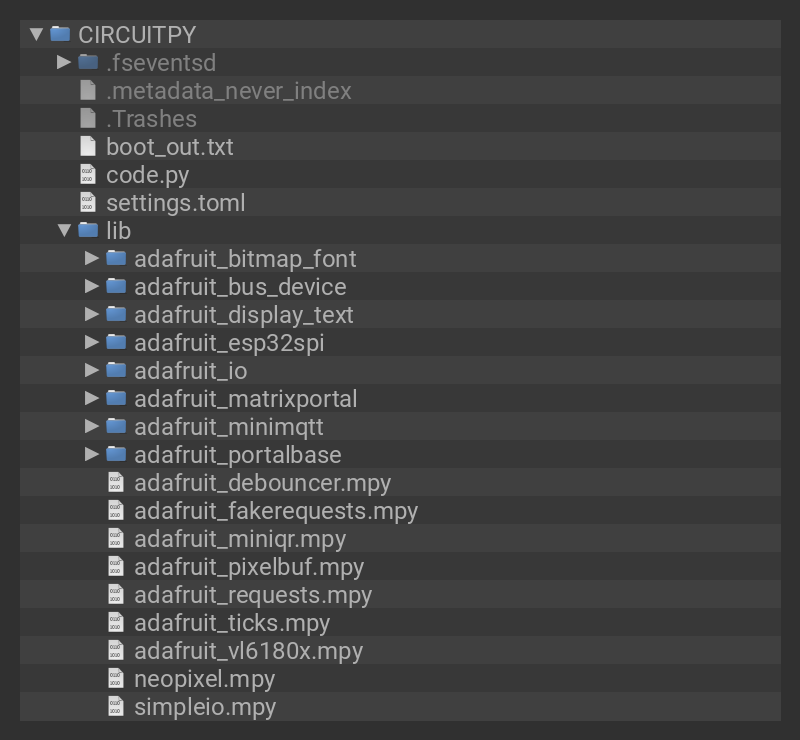 CIRCUITPY
.fseventsd
.metadata_never_index
.Trashes
boot_out.txt
code.py
settings.toml
lib
adafruit_bitmap_font
adafruit_bus_device
adafruit_display_text
adafruit_esp32spi
adafruit_io
adafruit_matrixportal
adafruit_minimqtt
adafruit_portalbase
adafruit_debouncer.mpy
adafruit_fakerequests.mpy
adafruit_miniqr.mpy
adafruit_pixelbuf.mpy
adafruit_requests.mpy
adafruit_ticks.mpy
adafruit_vl6180x.mpy
neopixel.mpy
simpleio.mpy